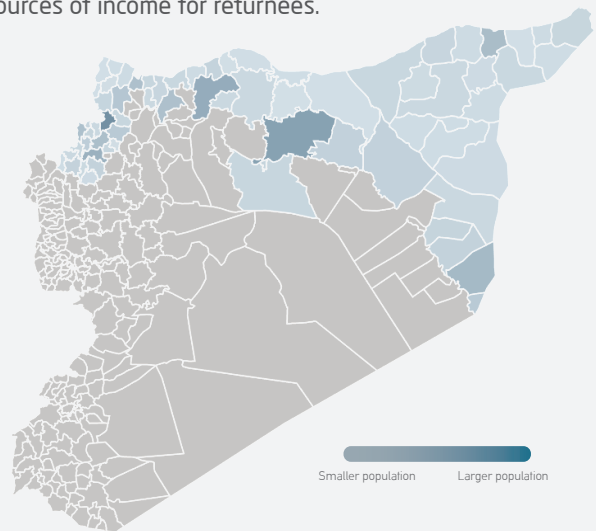 ources of income for returnees.
Smaller population Larger population